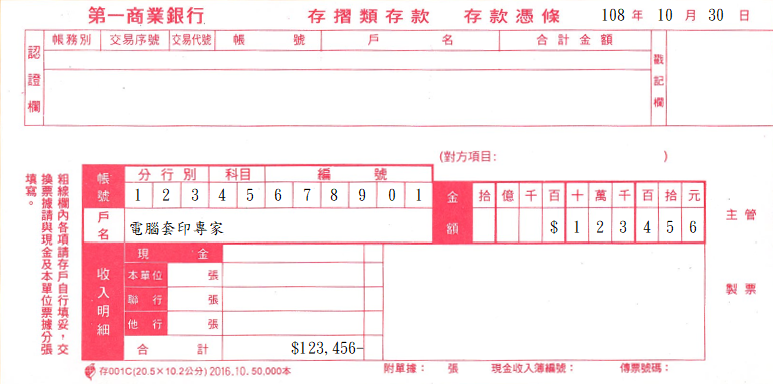 第一商業銀行 存摺類存款 存款憑條 108 年 10 月 30 日
認證欄
帳務別 交易序號 交易代號 帳 號 戶 名 合計金額
戳記欄
(對方項目: )
粗線欄內各項請存戶自行填妥，交
換票據請與現金及本單位票據分張
填寫。
帳號 分行別 科目 編 號
1 2 3 4 5 6 7 8 9 0 1
戶名 電腦套印專家
金額 拾 億 千 百 十 萬 千 百 拾 元
$ 1 2 3 4 5 6
主管
製票
收入明細
現 金
本單位 張
聯 行 張
他 行 張
合 計 $123,456-
存001C(20.5×10.2公分) 2016.10.50,000本 附單據: 張 現金收入簿編號: 傳票號碼: